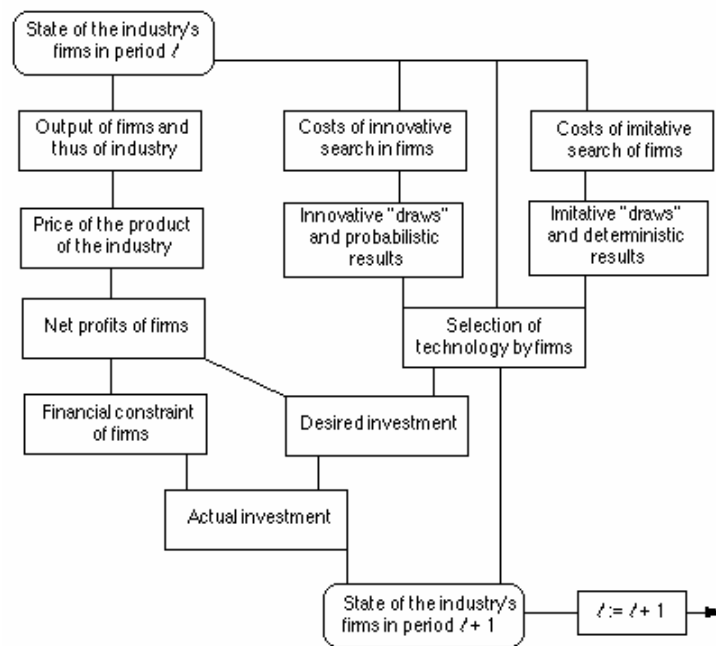 State of the industry's
firms in period ℓ
Output of firms and
thus of industry
Costs of innovative
search in firms
Costs of imitative
search of firms
Price of the product
of the industry
Innovative "draws"
and probabilistic
results
Imitative "draws"
and deterministic
results
Net profits of firms
Selection of
technology by firms
Financial constraint
of firms
Desired investment
Actual investment
State of the industry's
firms in period ℓ + 1
ℓ := ℓ + 1